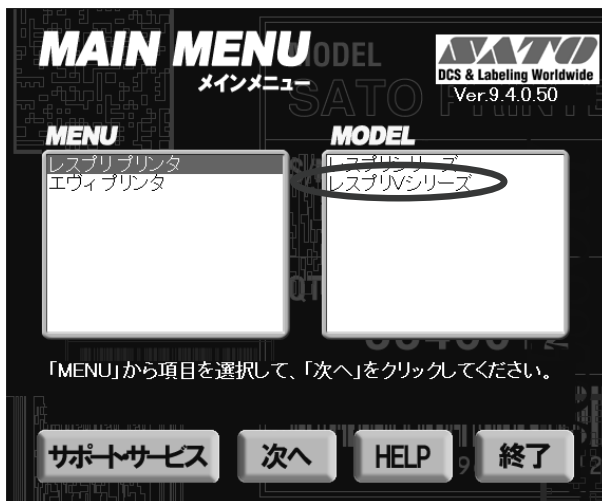 MAIN MENU
メインメニュー
SATO
DCS & Labeling Worldwide
Ver.9.4.0.50
MENU
MODEL
レスプリプリンタ
エヴィプリンタ
レスプリシリーズ
レスプリVシリーズ
「MENU」から項目を選択して、「次へ」をクリックしてください。
サポート・サービス
次へ
HELP
終了
MODEL
SATO PRINTE
QT